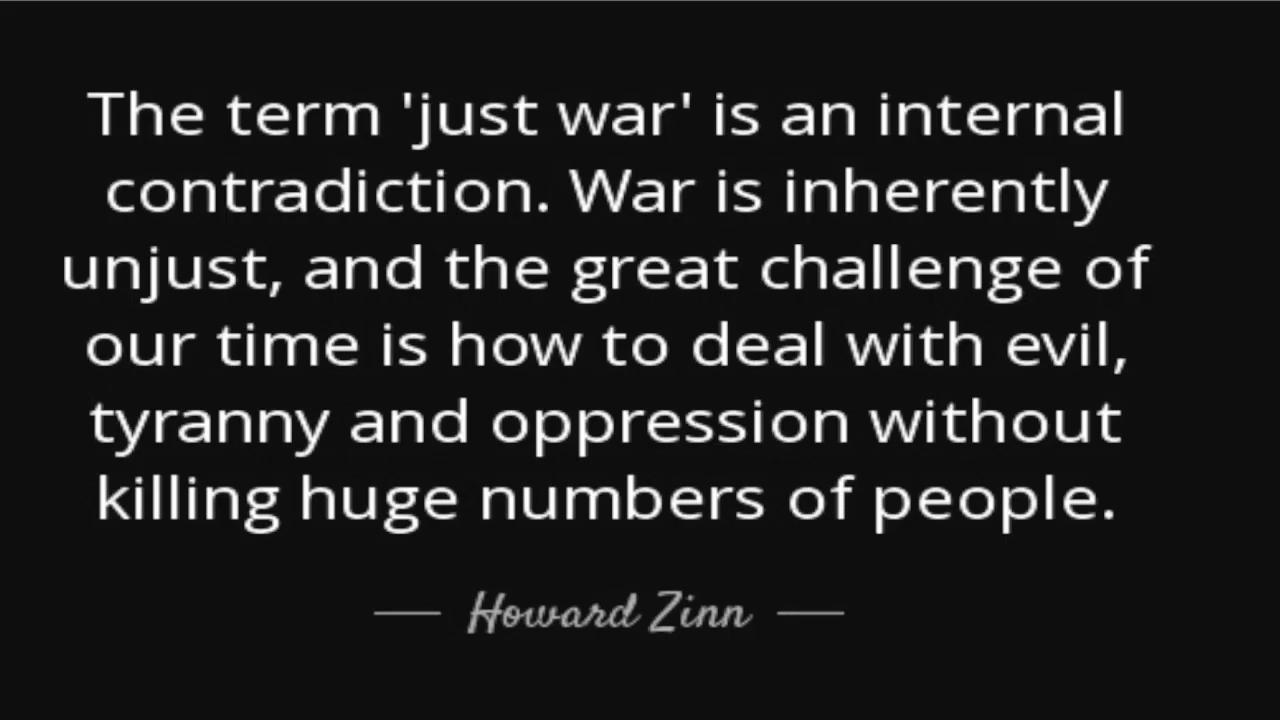 The term 'just war' is an internal
contradiction. War is inherently
unjust, and the great challenge of
our time is how to deal with evil,
tyranny and oppression without
killing huge numbers of people.
Howard Zinn